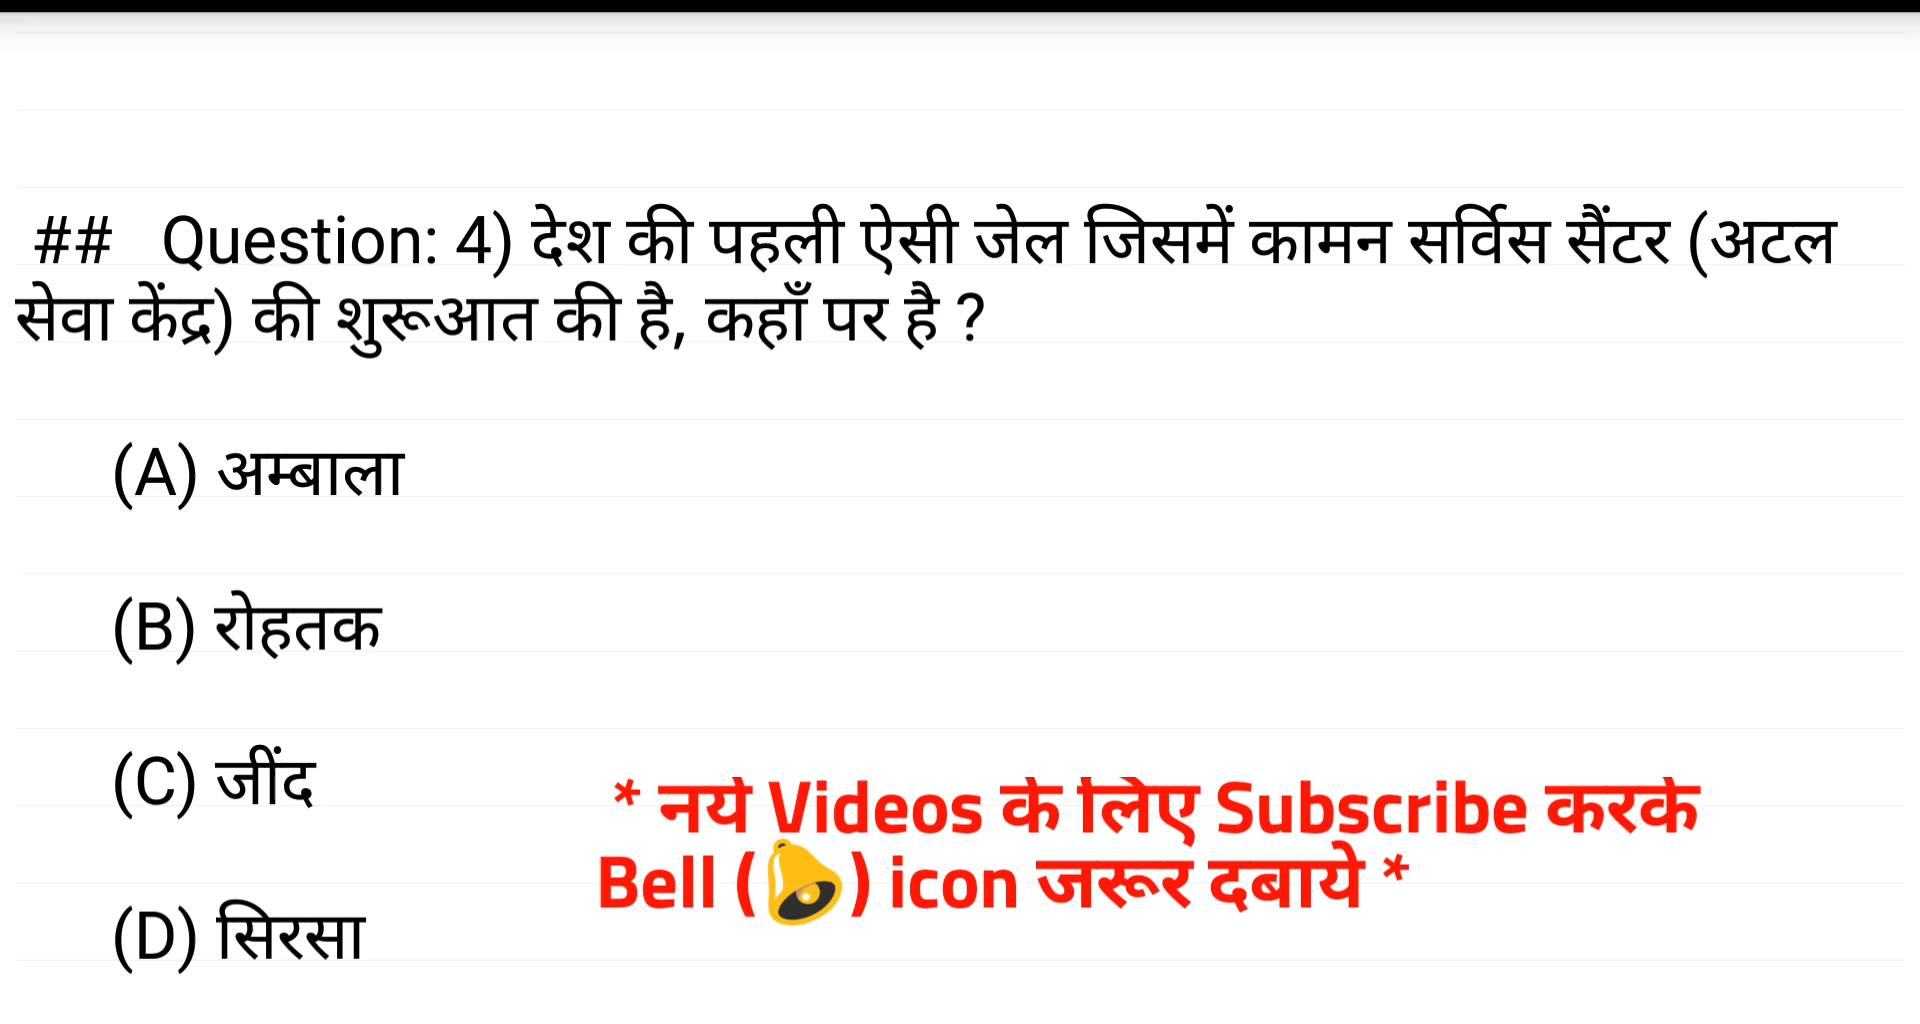 ## Question: 4) देश की पहली ऐसी जेल जिसमें कामन सर्विस सैंटर (अटल
सेवा केंद्र) की शुरूआत की है, कहाँ पर है ?
(A) अम्बाला
(B) रोहतक
(C) जींद
(D) सिरसा
* नये Videos के लिए Subscribe करके
Bell (🔔) icon जरूर दबाये *